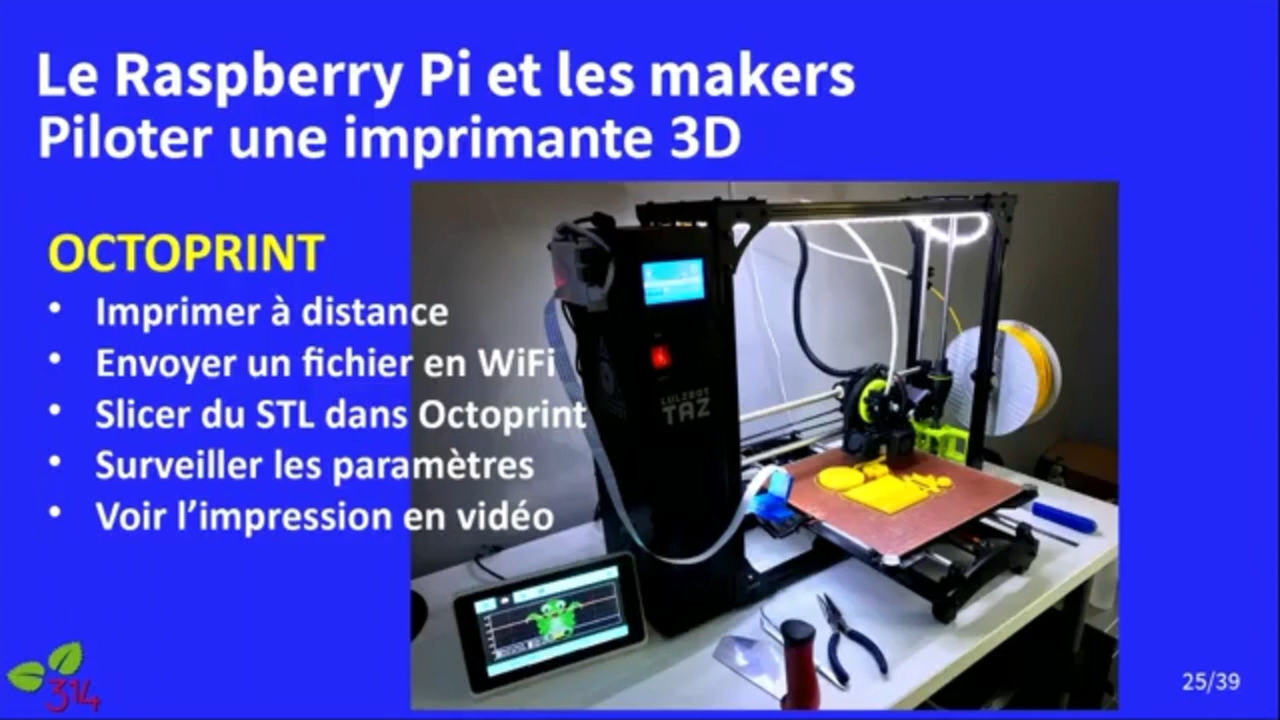 Le Raspberry Pi et les makers
Piloter une imprimante 3D
OCTOPRINT
• Imprimer à distance
• Envoyer un fichier en WiFi
• Slicer du STL dans Octoprint
• Surveiller les paramètres
• Voir l’impression en vidéo
LULZBOT
TAZ
314
25/39